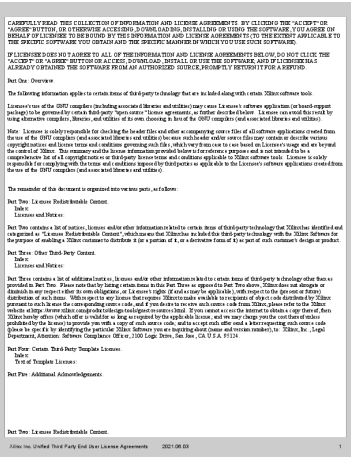 CAREFULLY READ THIS COLLECTION OF INFORMATION AND LICENSE AGREEMENTS. BY CLICKING THE "ACCEPT" OR
"AGREE" BUTTON, OR OTHERWISE ACCESSING, DOWNLOADING, INSTALLING OR USING THE SOFTWARE, YOU AGREE ON
BEHALF OF LICENSEE TO BE BOUND BY THIS INFORMATION AND LICENSE AGREEMENTS (TO THE EXTENT APPLICABLE TO
THE SPECIFIC SOFTWARE YOU OBTAIN AND THE SPECIFIC MANNER IN WHICH YOU USE SUCH SOFTWARE).
IF LICENSEE DOES NOT AGREE TO ALL OF THE INFORMATION AND LICENSE AGREEMENTS BELOW, DO NOT CLICK THE
"ACCEPT" OR "AGREE" BUTTON OR ACCESS, DOWNLOAD, INSTALL OR USE THE SOFTWARE, AND IF LICENSEE HAS
ALREADY OBTAINED THE SOFTWARE FROM AN AUTHORIZED SOURCE, PROMPTLY RETURN IT FOR A REFUND.
Part One: Overview
The following information applies to certain items of third-party technology that are included along with certain Xilinx software tools.
Licensee's use of the GNU compilers (including associated libraries and utilities) may cause Licensee's software application (or board-support
package) to be governed by certain third-party "open source" license agreements, as further described below. Licensee can avoid this result by
using alternative compilers, libraries, and utilities of its own choosing in lieu of the GNU compilers (and associated libraries and utilities).
Note: Licensee is solely responsible for checking the header files and other accompanying source files of all software applications created from
the use of the GNU compilers (and associated libraries and utilities) because such header and/or source files may contain or describe various
copyright notices and license terms and conditions governing such files, which vary from case to case based on Licensee's usage and are beyond
the control of Xilinx. This summary and the license information provided below is for reference purpose and is not intended to be a
comprehensive list of all copyright notices or third-party license terms and conditions applicable to Xilinx software tools. Licensee is solely
responsible for complying with the terms and conditions imposed by third parties as applicable to the Licensee's software applications created from
the use of the GNU compilers (and associated libraries and utilities).
The remainder of this document is organized into various parts, as follows:
Part Two: Licensee Redistributable Content.
Index:
Licenses and Notices:
Part Two contains a list of notices, licenses and/or other information related to certain items of third-party technology that Xilinx has identified and
categorized as "Licensee Redistributable Content", which means that Xilinx has included this third-party technology with the Xilinx Software for
the purpose of enabling a Xilinx customer to distribute it (or a portion of it, or a derivative form of it) as part of such customer's design or product.
Part Three: Other Third-Party Content.
Index:
Licenses and Notices:
Part Three contains a list of additional notices, licenses and/or other information related to certain items of third-party technology other than as
provided in Part Two. Please note that by listing certain items in this Part Three as opposed to Part Two above, Xilinx does not abrogate or
diminish in any respect either its own obligations, or Licensee's rights (if and as may be applicable), with respect to the (present or future)
distribution of such items. With respect to any license that requires Xilinx to make available to recipients of object code distributed by Xilinx
pursuant to such license the corresponding source code, and if you desire to receive such source code from Xilinx, please refer to the Xilinx
website at
Xilinx hereby offers (which offer is valid for as long as required by the applicable license, and we may charge you the cost thereof unless
prohibited by the license) to provide you with a copy of such source code; and to accept such offer send a letter requesting such source code
(please be specific by identifying the particular Xilinx Software you are inquiring about (name and version number), to: Xilinx, Inc., Legal
Department, Attention: Software Compliance Officer, 2100 Logic Drive, San Jose, CA U.S.A. 95124.
Part Four: Certain Third-Party Template Licenses.
Index:
Text of Template Licenses:
Part Five: Additional Acknowledgements.
Part Two: Licensee Redistributable Content.
Xilinx Inc. Unified Third Party End User License Agreements 2021.06.03 1